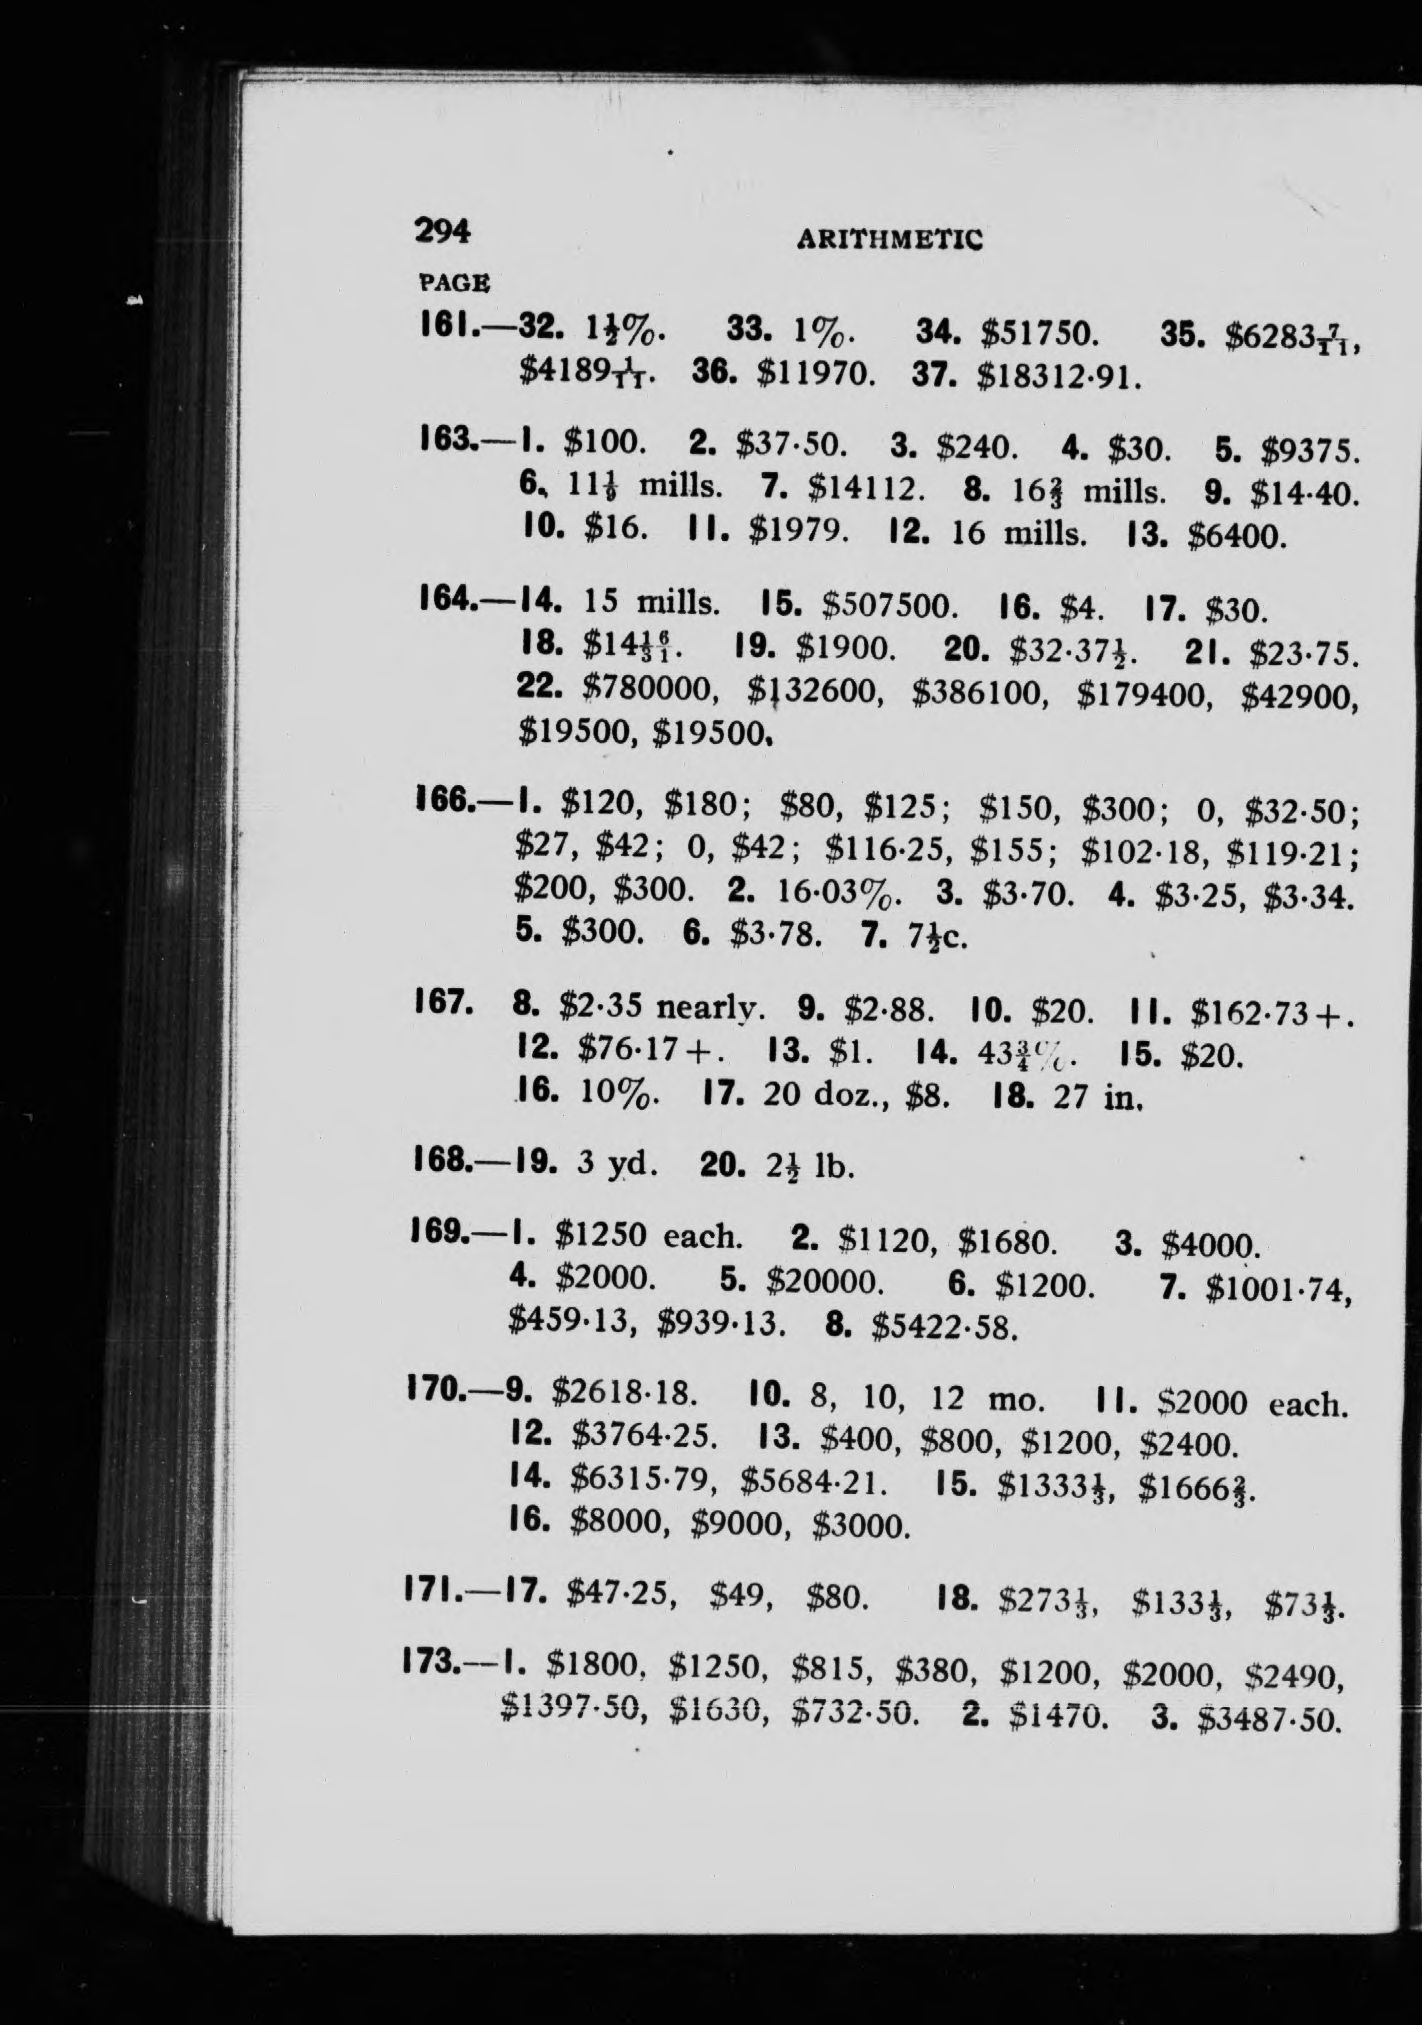 294 ARITHMETIC
PAGE
161.—32. 1½%. 33. 1%. 34. $51750. 35. $6283 7/11,
$4189 1/11. 36. $11970. 37. $18312·91.
163.—1. $100. 2. $37·50. 3. $240. 4. $30. 5. $9375.
6. 11 1/9 mills. 7. $14112. 8. 16⅔ mills. 9. $14·40.
10. $16. 11. $1979. 12. 16 mills. 13. $6400.
164.—14. 15 mills. 15. $507500. 16. $4. 17. $30.
18. $14 16/31. 19. $1900. 20. $32·37½. 21. $23·75.
22. $780000, $132600, $386100, $179400, $42900,
$19500, $19500.
166.—1. $120, $180; $80, $125; $150, $300; 0, $32·50;
$27, $42; 0, $42; $116·25, $155; $102·18, $119·21;
$200, $300. 2. 16·03%. 3. $3·70. 4. $3·25, $3·34.
5. $300. 6. $3·78. 7. 7½c.
167. 8. $2·35 nearly. 9. $2·88. 10. $20. 11. $162·73+.
12. $76·17+. 13. $1. 14. 43¾%. 15. $20.
16. 10%. 17. 20 doz., $8. 18. 27 in.
168.—19. 3 yd. 20. 2½ lb.
169.—1. $1250 each. 2. $1120, $1680. 3. $4000.
4. $2000. 5. $20000. 6. $1200. 7. $1001·74,
$459·13, $939·13. 8. $5422·58.
170.—9. $2618·18. 10. 8, 10, 12 mo. 11. $2000 each.
12. $3764·25. 13. $400, $800, $1200, $2400.
14. $6315·79, $5684·21. 15. $1333⅓, $1666⅔.
16. $8000, $9000, $3000.
171.—17. $47·25, $49, $80. 18. $273⅓, $133⅓, $73⅓.
173.—1. $1800, $1250, $815, $380, $1200, $2000, $2490,
$1397·50, $1630, $732·50. 2. $1470. 3. $3487·50.